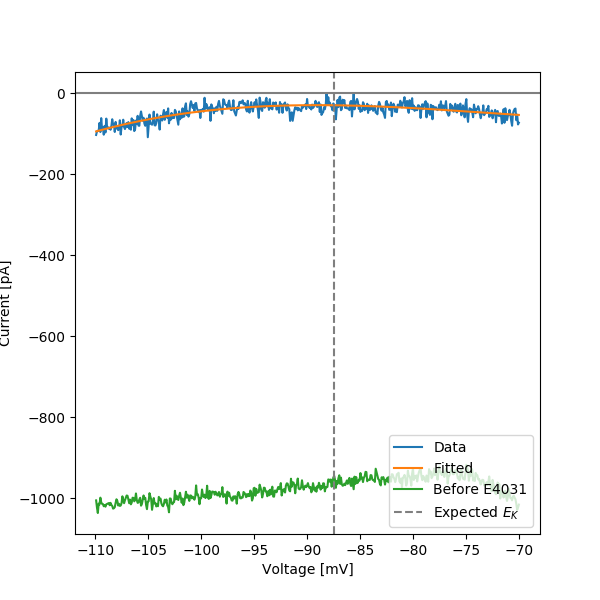 0
−200
−400
−600
−800
−1000
Current [pA]
−110
−105
−100
−95
−90
−85
−80
−75
−70
Voltage [mV]
Data
Fitted
Before E4031
Expected E_K